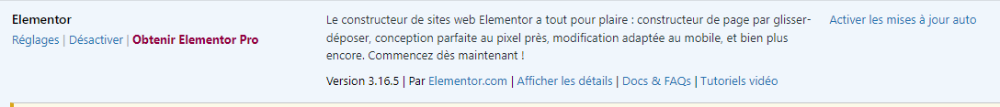 Elementor
Réglages | Désactiver | Obtenir Elementor Pro
Le constructeur de sites web Elementor a tout pour plaire : constructeur de page par glisser-
déposer, conception parfaite au pixel près, modification adaptée au mobile, et bien plus
encore. Commencez dès maintenant !
Version 3.16.5 | Par Elementor.com | Afficher les détails | Docs & FAQs | Tutoriels vidéo
Activer les mises à jour auto